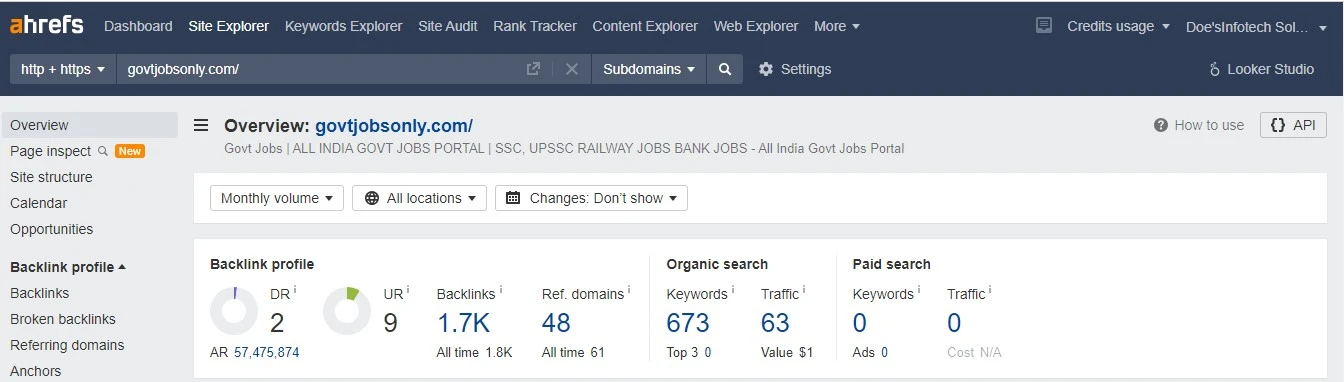 ahrefs Dashboard Site Explorer Keywords Explorer Site Audit Rank Tracker Content Explorer Web Explorer More Credits usage Doe'sInfotech Sol...
http + https govtjobsonly.com/ Subdomains Settings Looker Studio
Overview
Page inspect New
Site structure
Calendar
Opportunities
Backlink profile
Backlinks
Broken backlinks
Referring domains
Anchors
Overview: govtjobsonly.com/ How to use {} API
Govt Jobs | ALL INDIA GOVT JOBS PORTAL | SSC, UPSSC RAILWAY JOBS BANK JOBS - All India Govt Jobs Portal
Monthly volume All locations Changes: Don't show
Backlink profile
DR i UR i Backlinks i Ref. domains i
2 9 1.7K 48
AR 57,475,874 All time 1.8K All time 61
Organic search
Keywords i Traffic i
673 63
Top 3 0 Value $1
Paid search
Keywords i Traffic i
0 0
Ads 0 Cost N/A